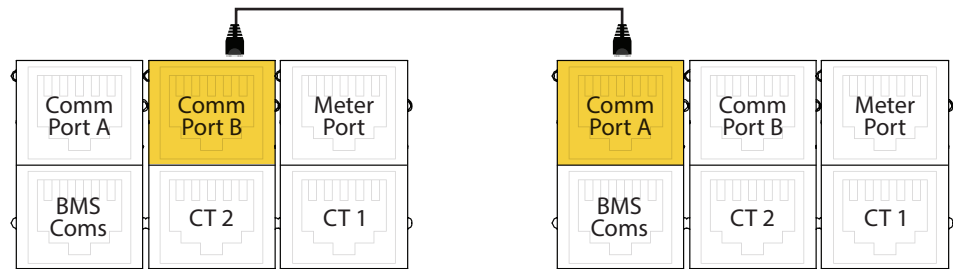 Comm
Port A
Comm
Port B
Meter
Port
BMS
Coms
CT 2
CT 1
Comm
Port A
Comm
Port B
Meter
Port
BMS
Coms
CT 2
CT 1